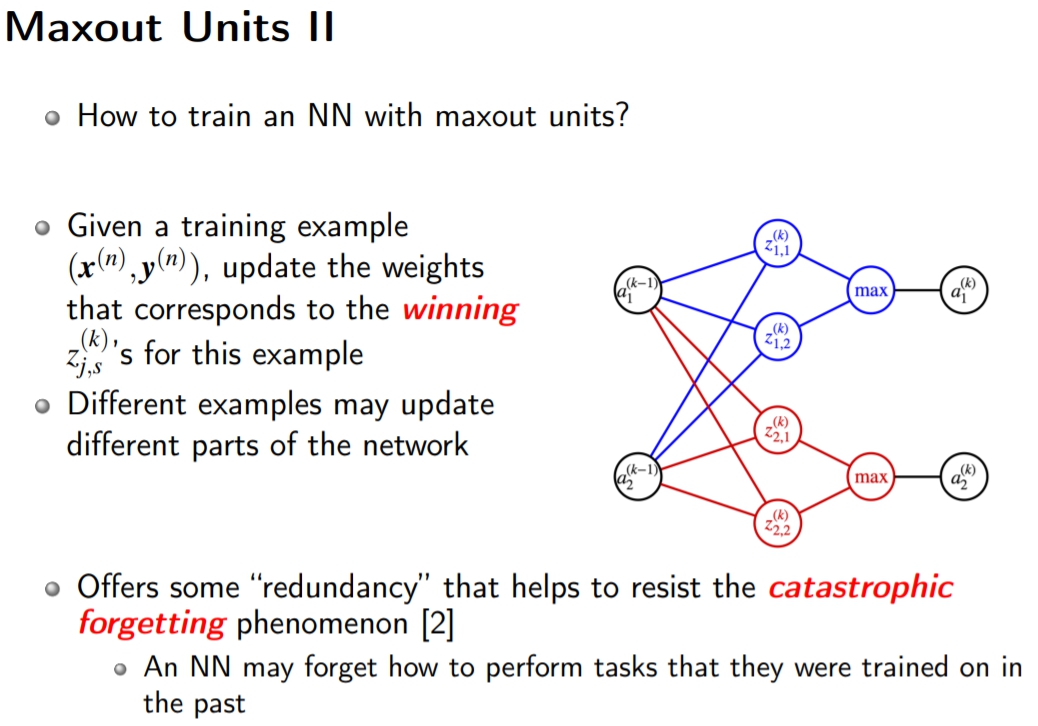 Maxout Units II
How to train an NN with maxout units?
Given a training example
(x^(n), y^(n)), update the weights
that corresponds to the winning
z_{j,s}^(k)'s for this example
Different examples may update
different parts of the network
a_1^(k−1)
a_2^(k−1)
z_{1,1}^(k)
z_{1,2}^(k)
z_{2,1}^(k)
z_{2,2}^(k)
max
max
a_1^(k)
a_2^(k)
Offers some “redundancy” that helps to resist the catastrophic
forgetting phenomenon [2]
An NN may forget how to perform tasks that they were trained on in
the past